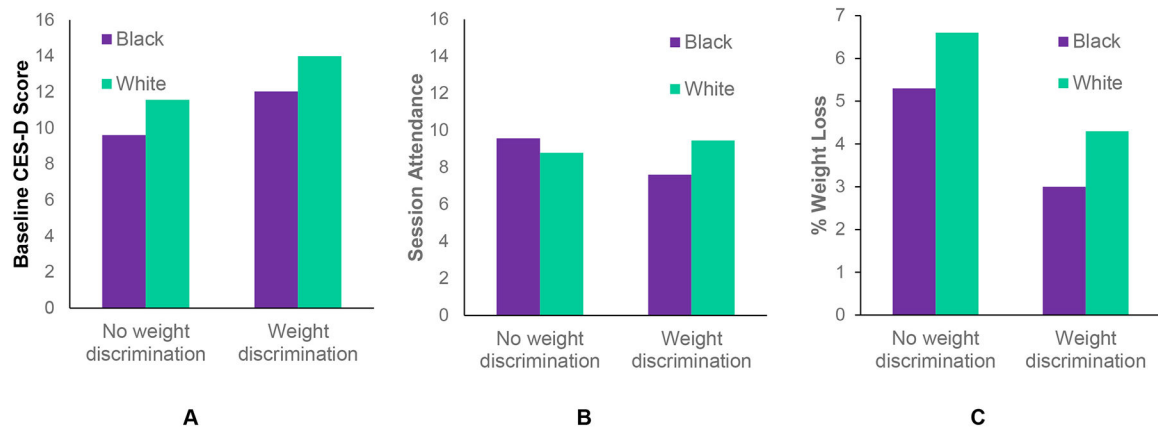 Baseline CES-D Score
16
14
12
10
8
6
4
2
0
Black
White
No weight
discrimination
Weight
discrimination
A
Session Attendance
16
14
12
10
8
6
4
2
0
Black
White
No weight
discrimination
Weight
discrimination
B
% Weight Loss
7
6
5
4
3
2
1
0
Black
White
No weight
discrimination
Weight
discrimination
C